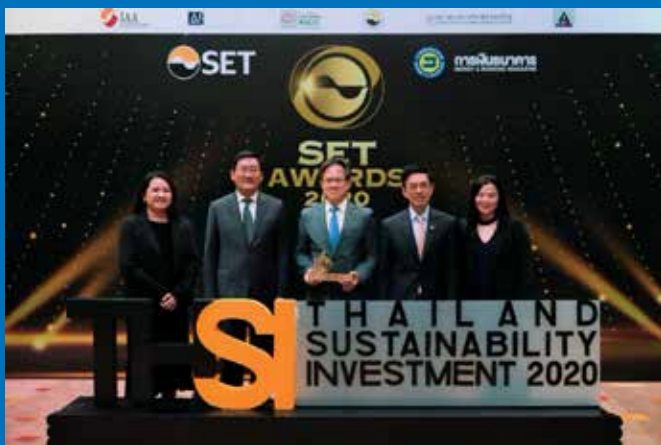 SET
การเงินธนาคาร
SET
AWARDS
2020
THSI
THAILAND
SUSTAINABILITY
INVESTMENT 2020